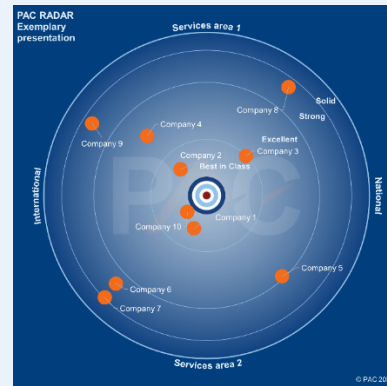 PAC RADAR
Exemplary
presentation
Services area 1
Company 8
Solid
Strong
Company 4
Company 9
Excellent
Company 3
Company 2
Best in Class
PAC
International
National
Company 1
Company 10
Company 5
Company 6
Company 7
Services area 2
© PAC